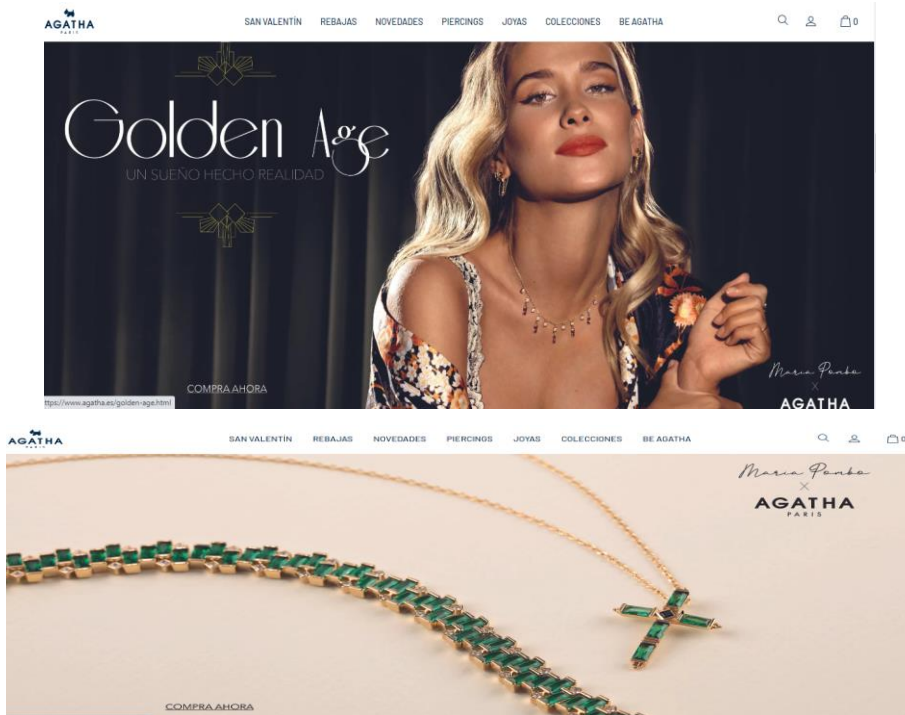 AGATHA
PARIS
SAN VALENTÍN REBAJAS NOVEDADES PIERCINGS JOYAS COLECCIONES BE AGATHA
0
Golden Age
UN SUEÑO HECHO REALIDAD
COMPRA AHORA
ttps://www.agatha.es/golden-age.html
Maria Pombo
X
AGATHA
AGATHA
PARIS
SAN VALENTÍN REBAJAS NOVEDADES PIERCINGS JOYAS COLECCIONES BE AGATHA
0
Maria Pombo
X
AGATHA
PARIS
COMPRA AHORA